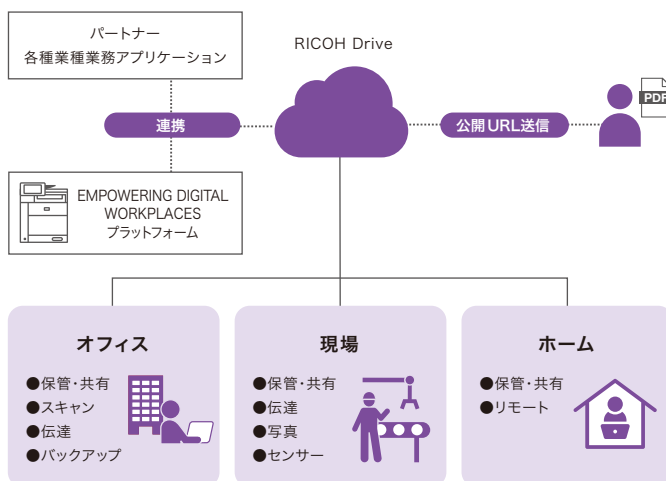 パートナー
各種業種業務アプリケーション
RICOH Drive
連携
公開URL送信
PDF
EMPOWERING DIGITAL
WORKPLACES
プラットフォーム
オフィス
●保管・共有
●スキャン
●伝達
●バックアップ
現場
●保管・共有
●伝達
●写真
●センサー
ホーム
●保管・共有
●リモート